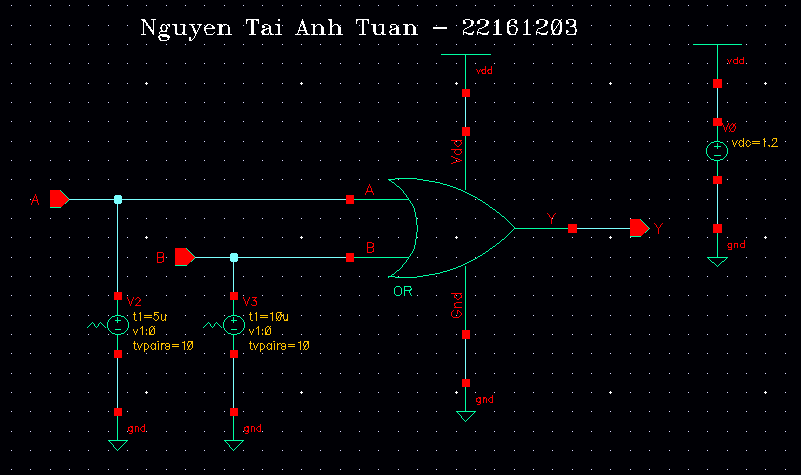 Nguyen Tai Anh Tuan - 22161203
vdd
vdd
Vdd
V0
vdc=1.2
A
A
Y
Y
B
B
gnd
OR
Gnd
V2
t1=5u
v1:0
tvpairs=10
V3
t1=10u
v1:0
tvpairs=10
gnd
gnd
gnd